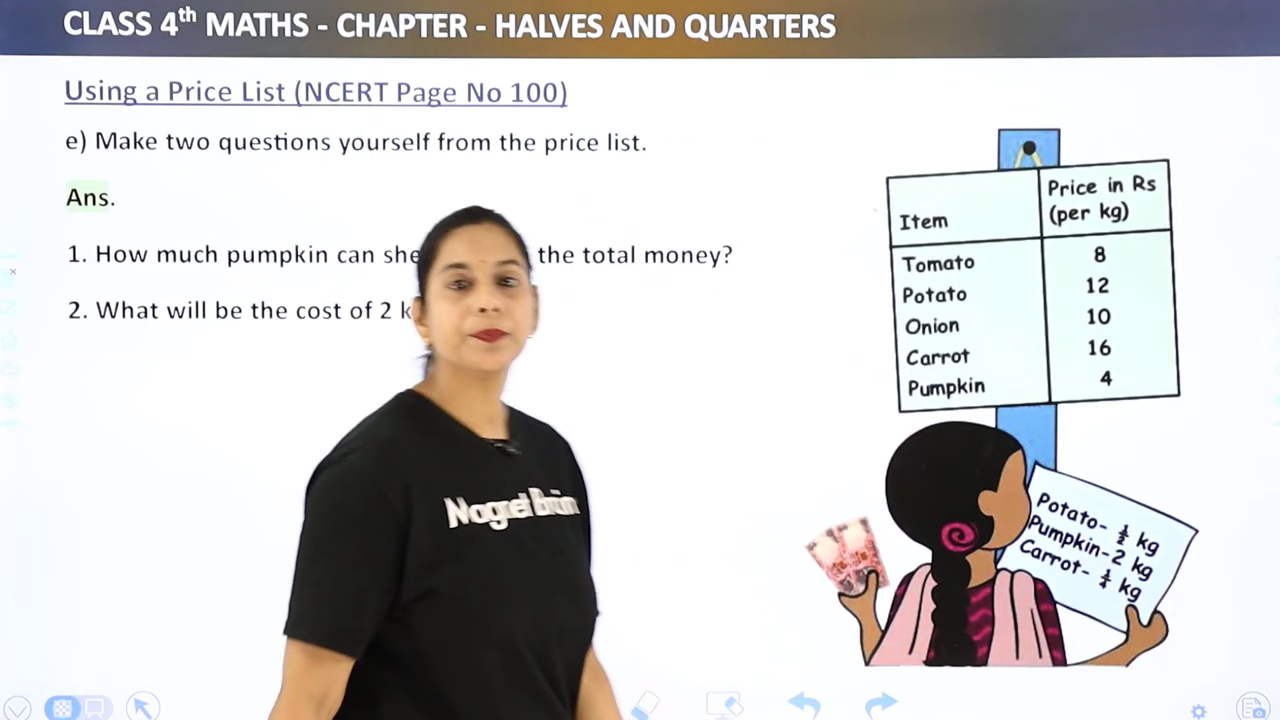 CLASS 4th MATHS - CHAPTER - HALVES AND QUARTERS
Using a Price List (NCERT Page No 100)
e) Make two questions yourself from the price list.
Ans.
1. How much pumpkin can she the total money?
2. What will be the cost of 2 k
Item Price in Rs (per kg)
Tomato 8
Potato 12
Onion 10
Carrot 16
Pumpkin 4
Potato- ½ kg
Pumpkin-2 kg
Carrot- ¼ kg
Magnet Brain